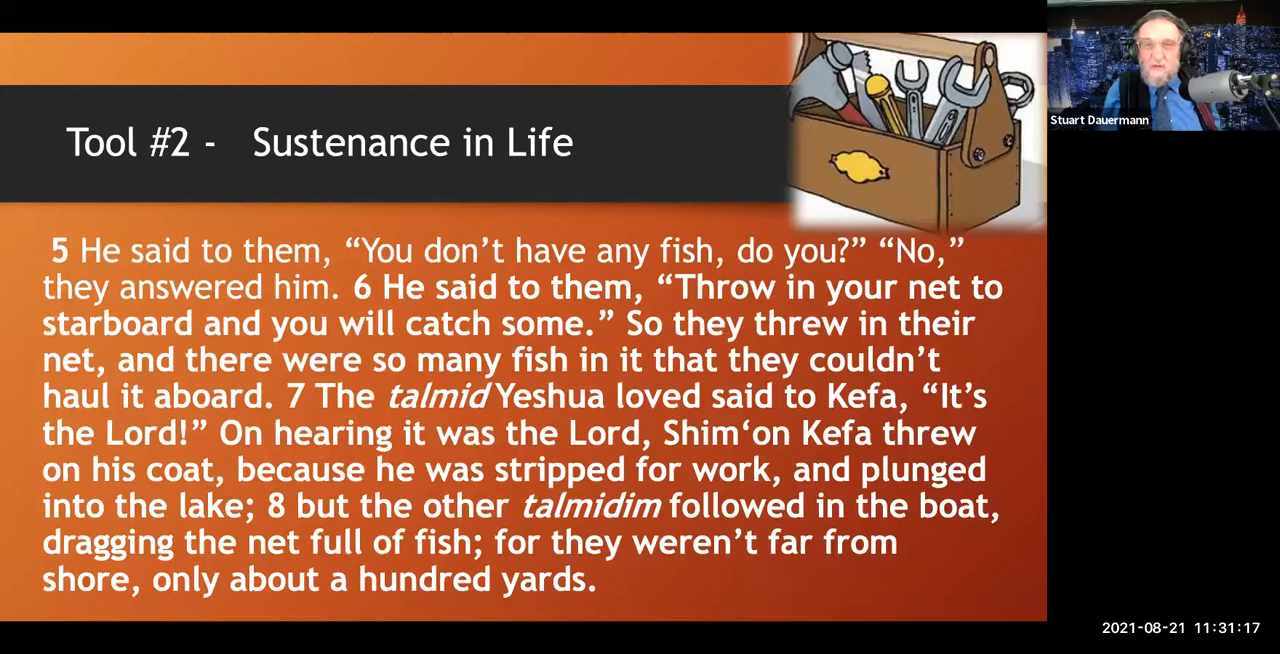 Tool #2 - Sustenance in Life
Stuart Dauermann
5 He said to them, “You don’t have any fish, do you?” “No,”
they answered him. 6 He said to them, “Throw in your net to
starboard and you will catch some.” So they threw in their
net, and there were so many fish in it that they couldn’t
haul it aboard. 7 The talmid Yeshua loved said to Kefa, “It’s
the Lord!” On hearing it was the Lord, Shim‘on Kefa threw
on his coat, because he was stripped for work, and plunged
into the lake; 8 but the other talmidim followed in the boat,
dragging the net full of fish; for they weren’t far from
shore, only about a hundred yards.
2021-08-21 11:31:17